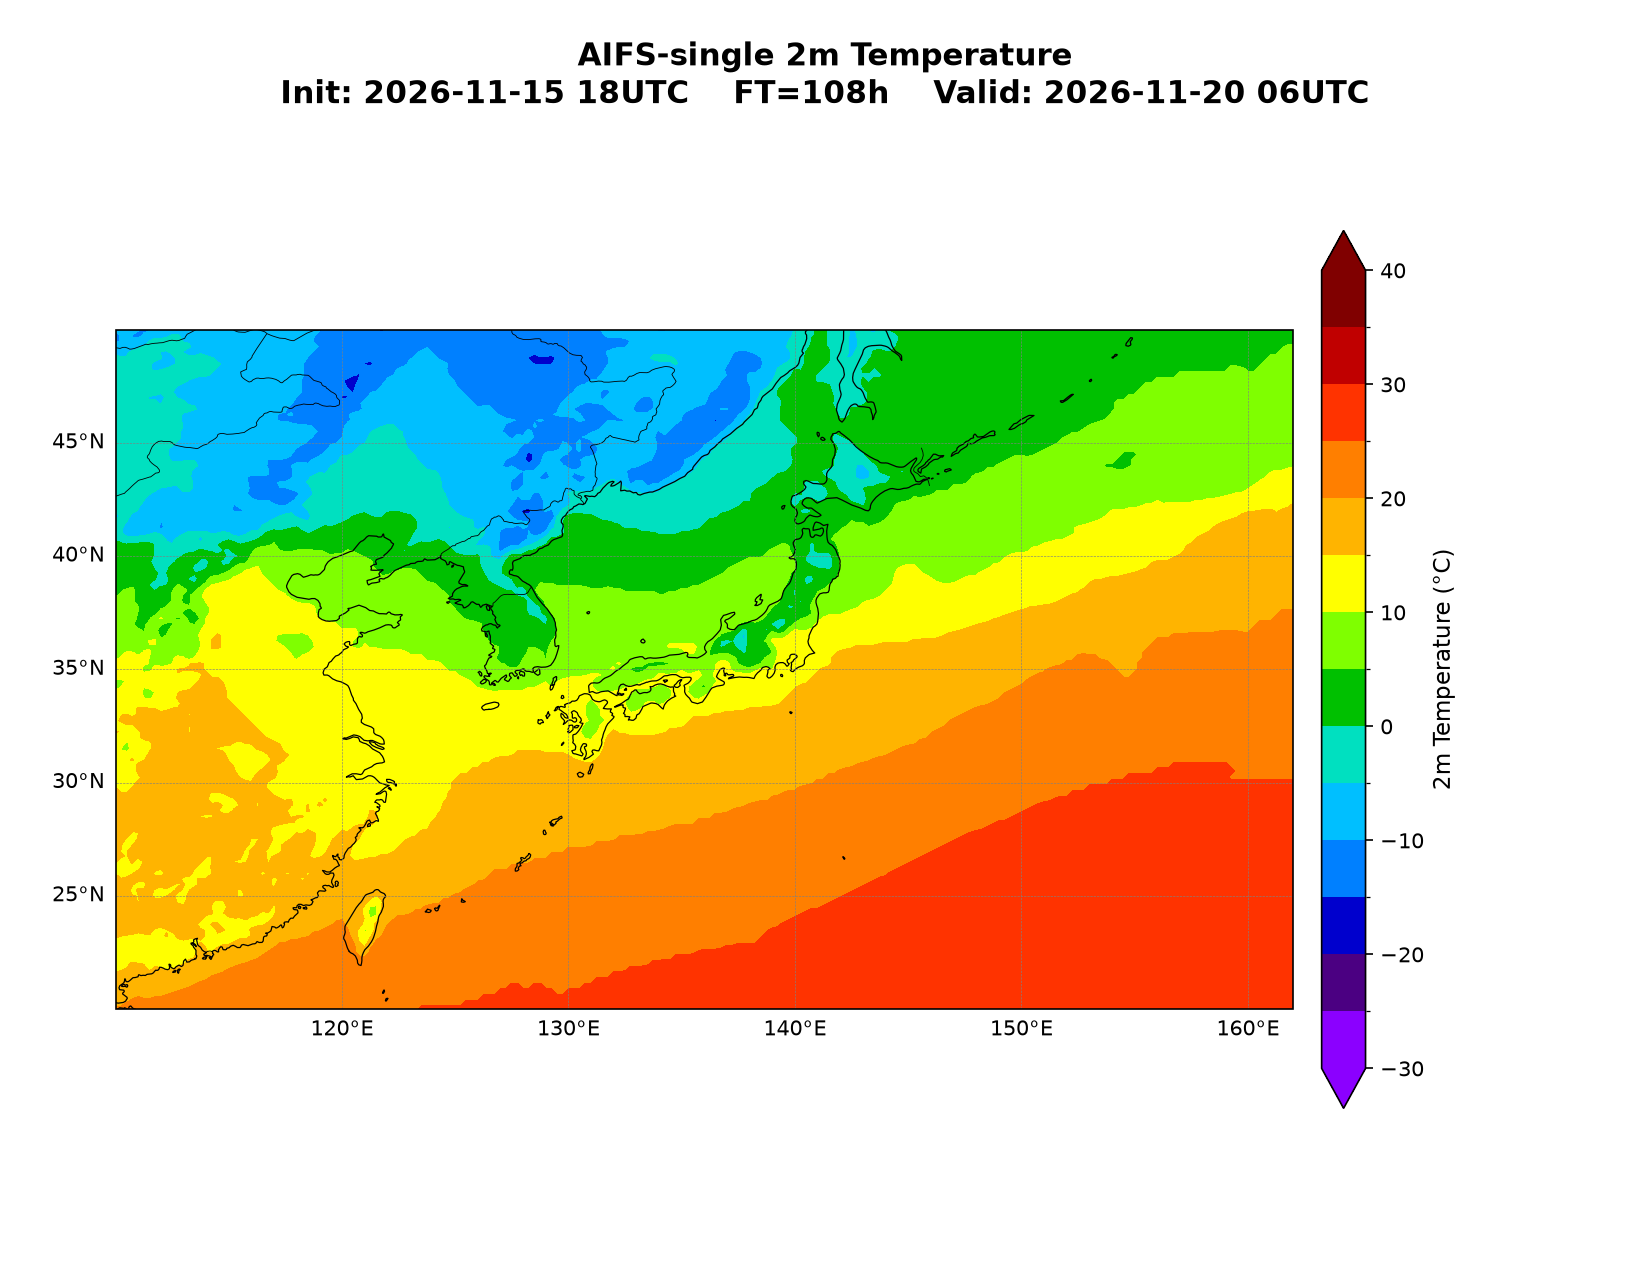 AIFS-single 2m Temperature
Init: 2026-11-15 18UTC    FT=108h    Valid: 2026-11-20 06UTC
45°N
40°N
35°N
30°N
25°N
120°E
130°E
140°E
150°E
160°E
40
30
20
10
0
−10
−20
−30
2m Temperature (°C)